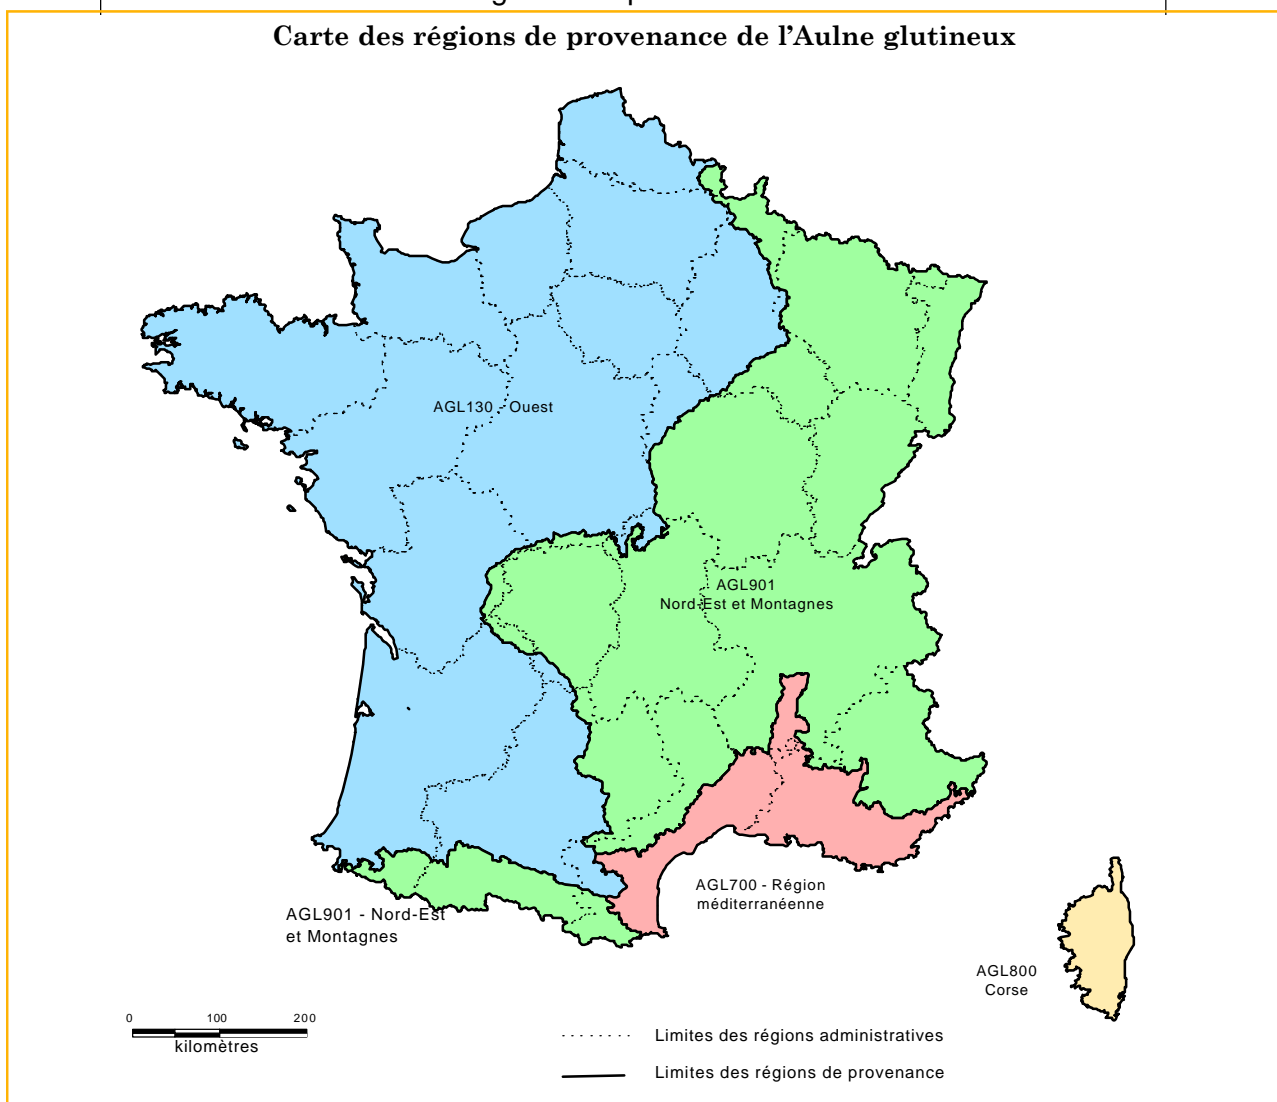 Carte des régions de provenance de l'Aulne glutineux
AGL130 - Ouest
AGL901
Nord-Est et Montagnes
AGL700 - Région
méditerranéenne
AGL901 - Nord-Est
et Montagnes
AGL800
Corse
0 100 200
kilomètres
Limites des régions administratives
Limites des régions de provenance